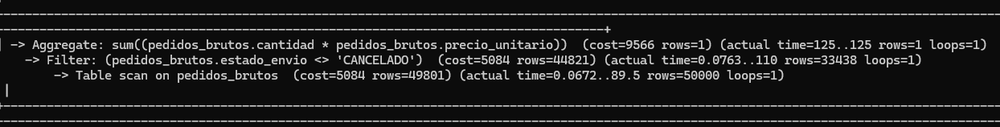 | -> Aggregate: sum((pedidos_brutos.cantidad * pedidos_brutos.precio_unitario))  (cost=9566 rows=1) (actual time=125..125 rows=1 loops=1)
    -> Filter: (pedidos_brutos.estado_envio <> 'CANCELADO')  (cost=5084 rows=44821) (actual time=0.0763..110 rows=33438 loops=1)
        -> Table scan on pedidos_brutos  (cost=5084 rows=49801) (actual time=0.0672..89.5 rows=50000 loops=1)
|